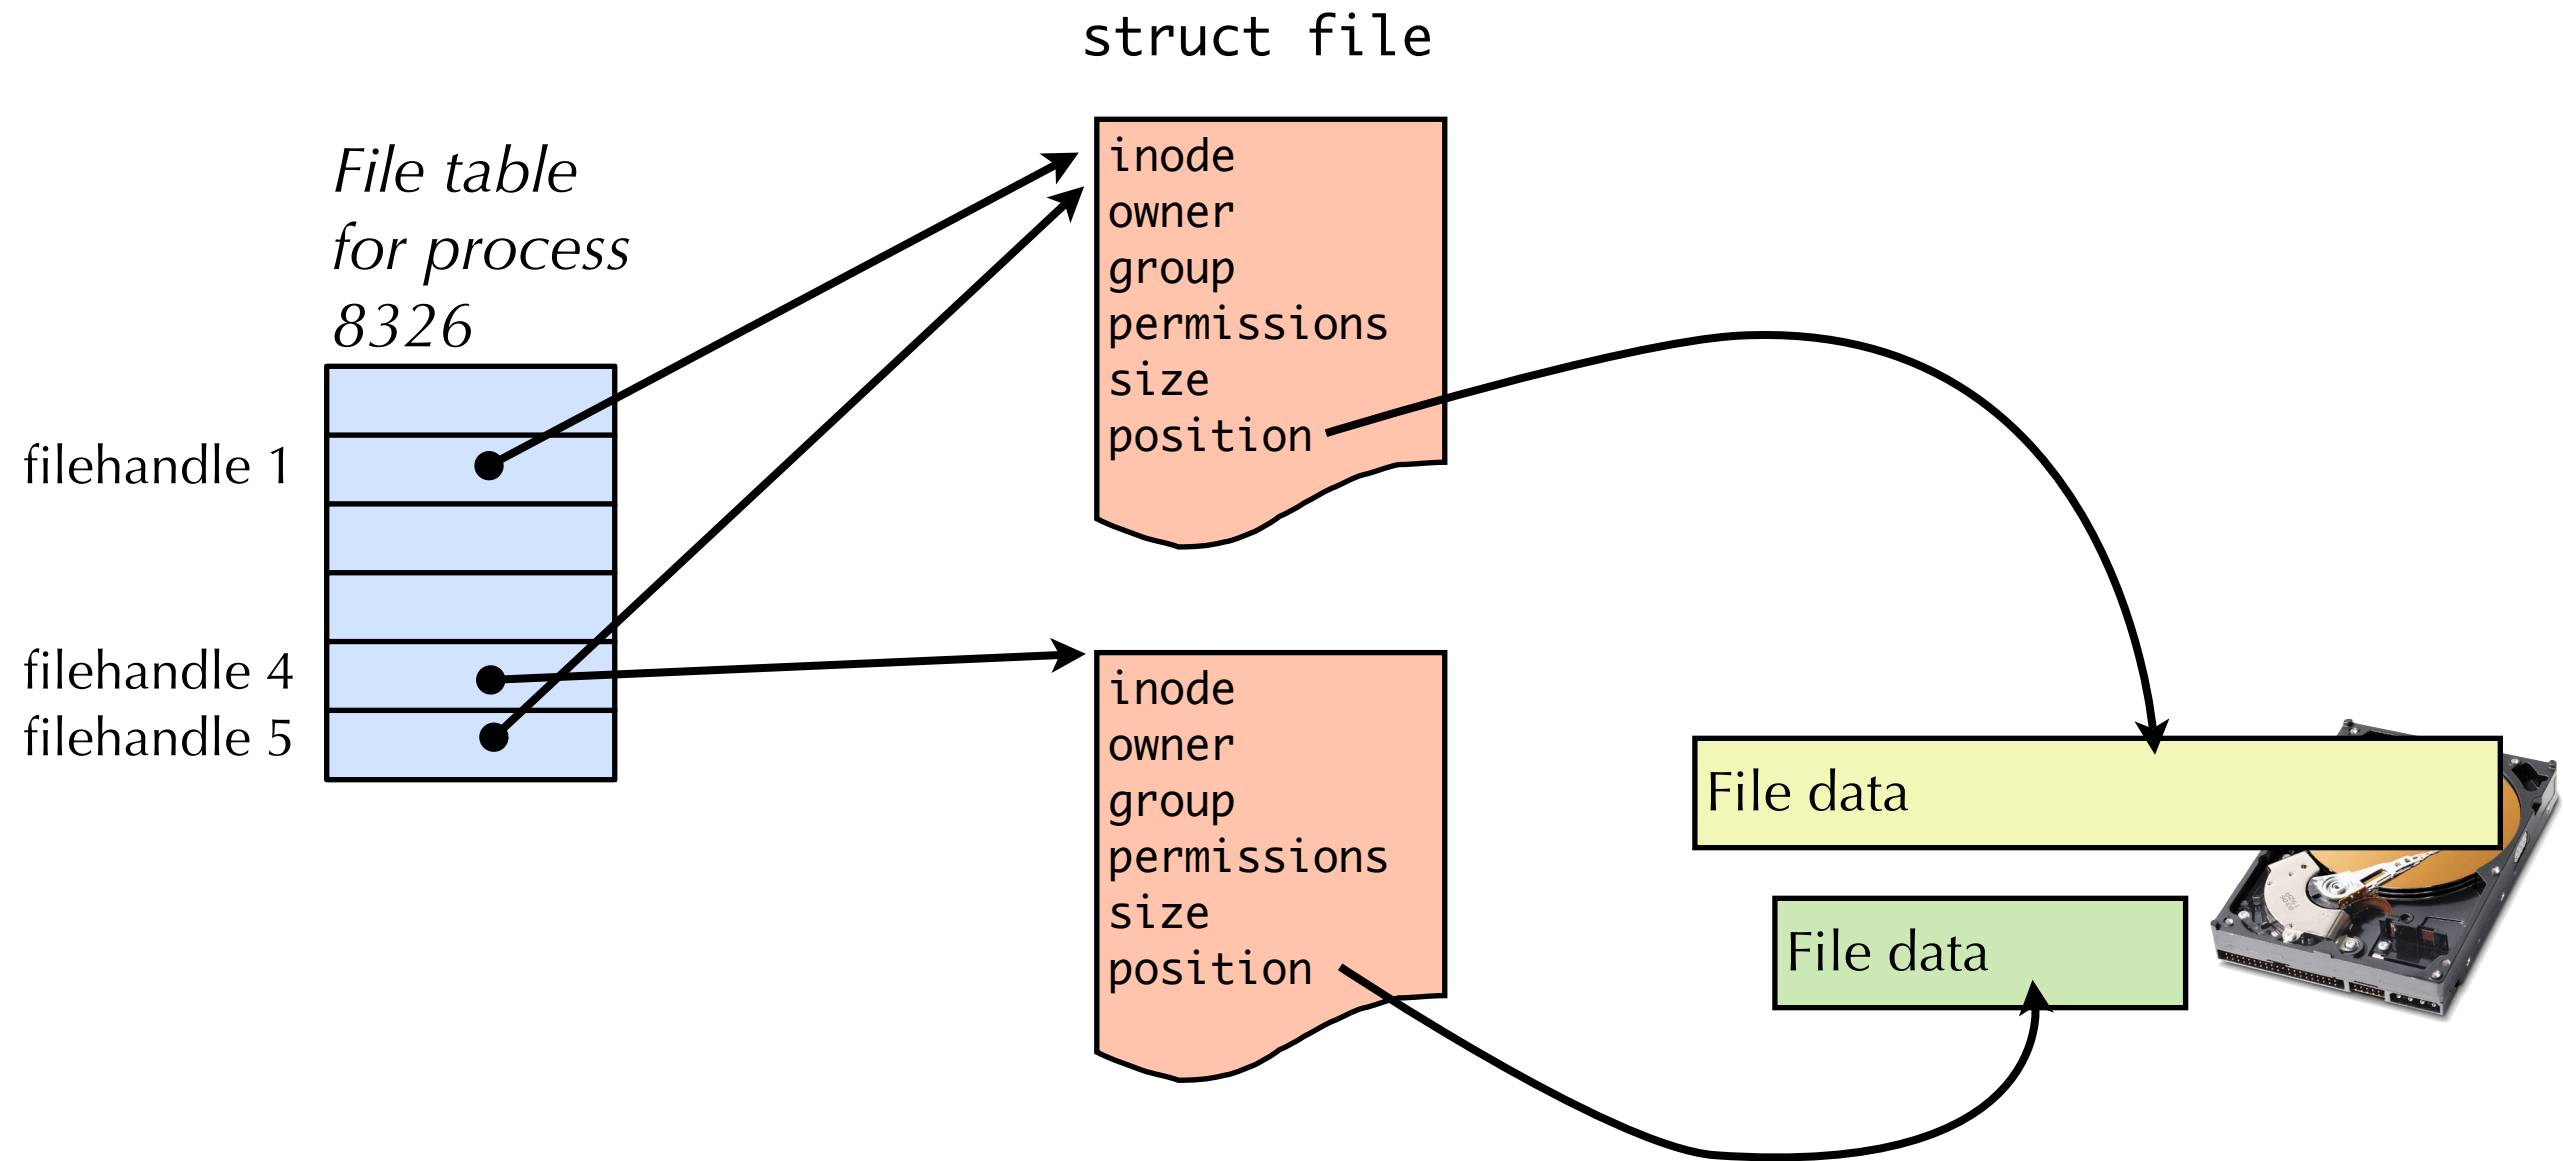 struct file
File table
for process
8326
filehandle 1
filehandle 4
filehandle 5
inode
owner
group
permissions
size
position
inode
owner
group
permissions
size
position
File data
File data